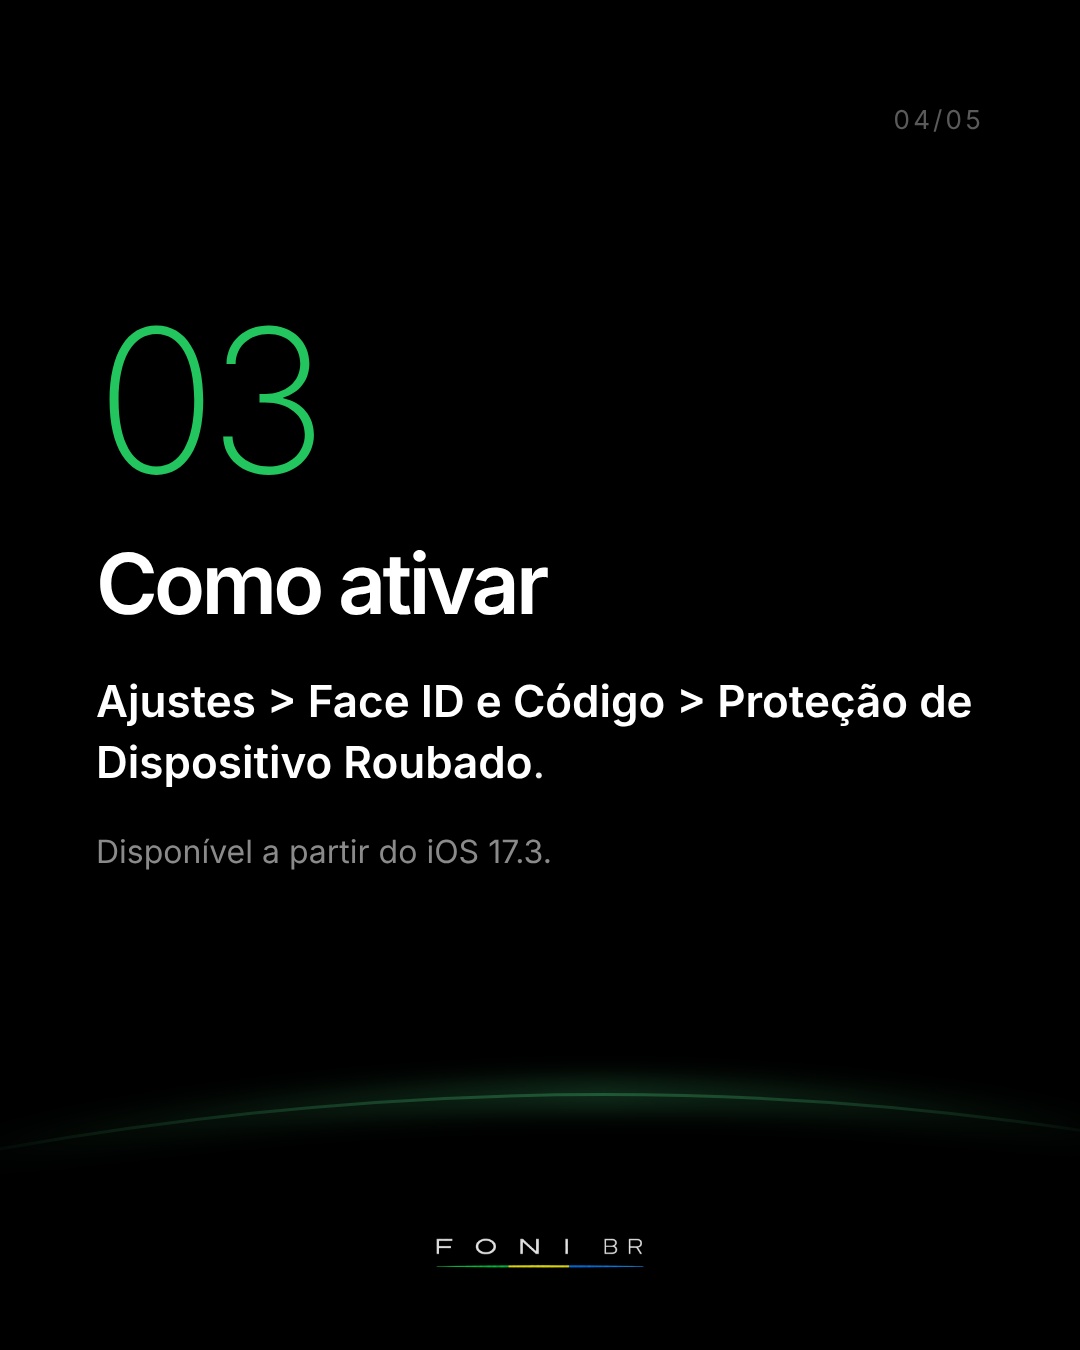 04/05
03
Como ativar
Ajustes > Face ID e Código > Proteção de
Dispositivo Roubado.
Disponível a partir do iOS 17.3.
FONI BR